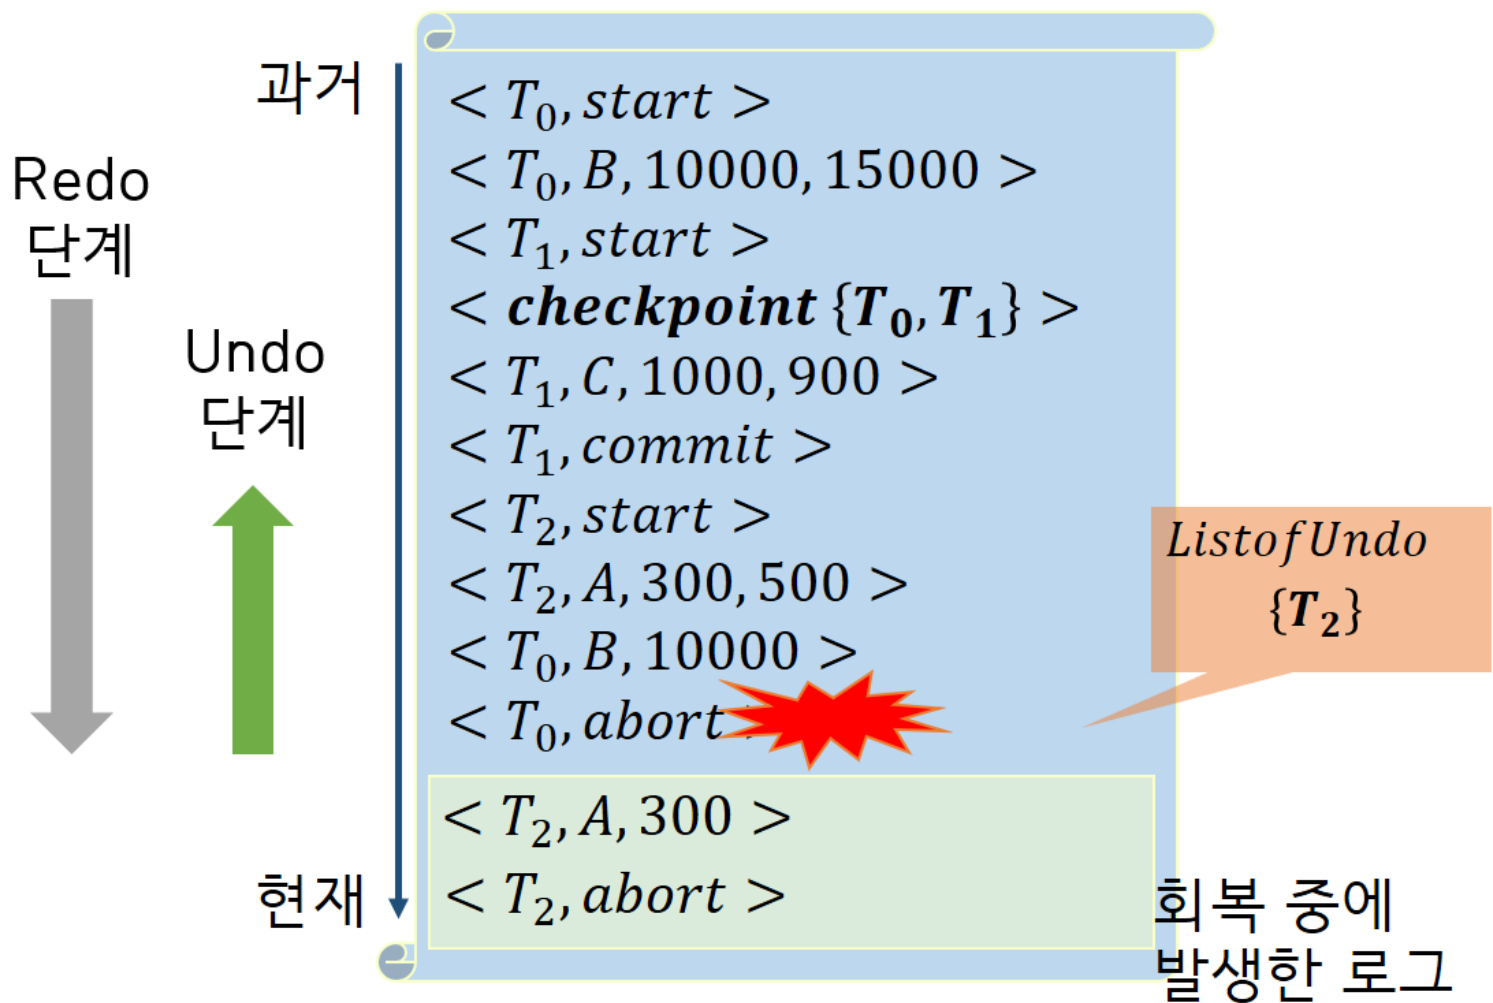 과거
Redo
단계
Undo
단계
< T₀, start >
< T₀, B, 10000, 15000 >
< T₁, start >
< checkpoint {T₀, T₁} >
< T₁, C, 1000, 900 >
< T₁, commit >
< T₂, start >
< T₂, A, 300, 500 >
< T₀, B, 10000 >
< T₀, abort >
ListofUndo
{T₂}
< T₂, A, 300 >
< T₂, abort >
현재
회복 중에
발생한 로그